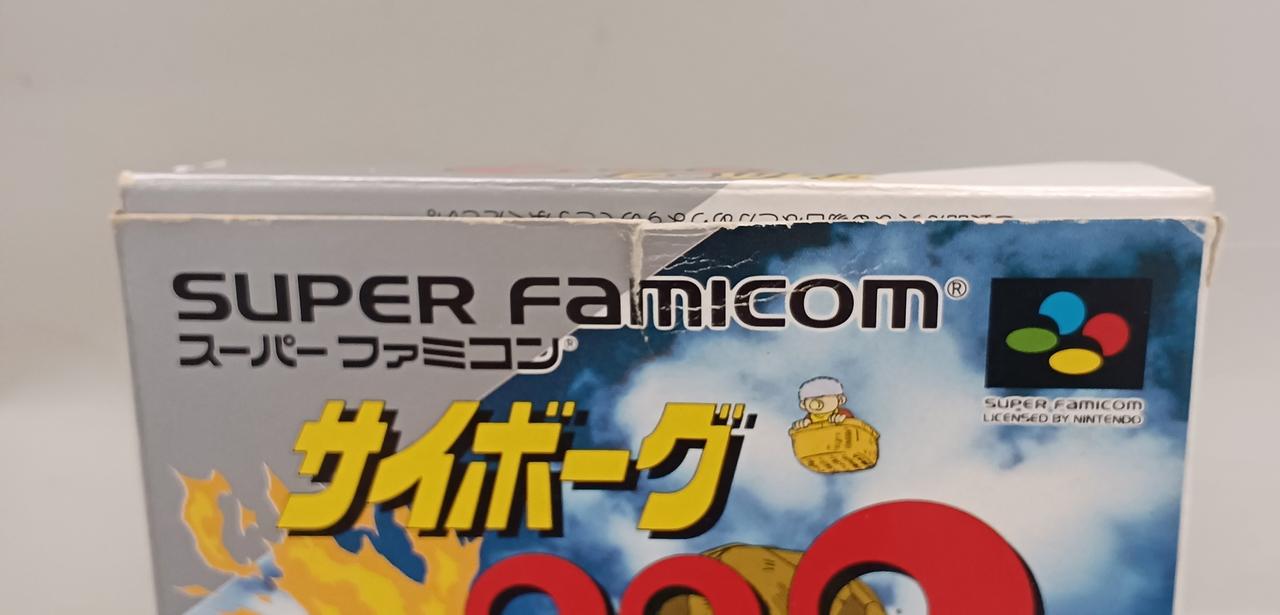 SUPER FAMICOM®
スーパーファミコン®
SUPER FAMICOM
LICENSED BY NINTENDO
サイボーグ
009